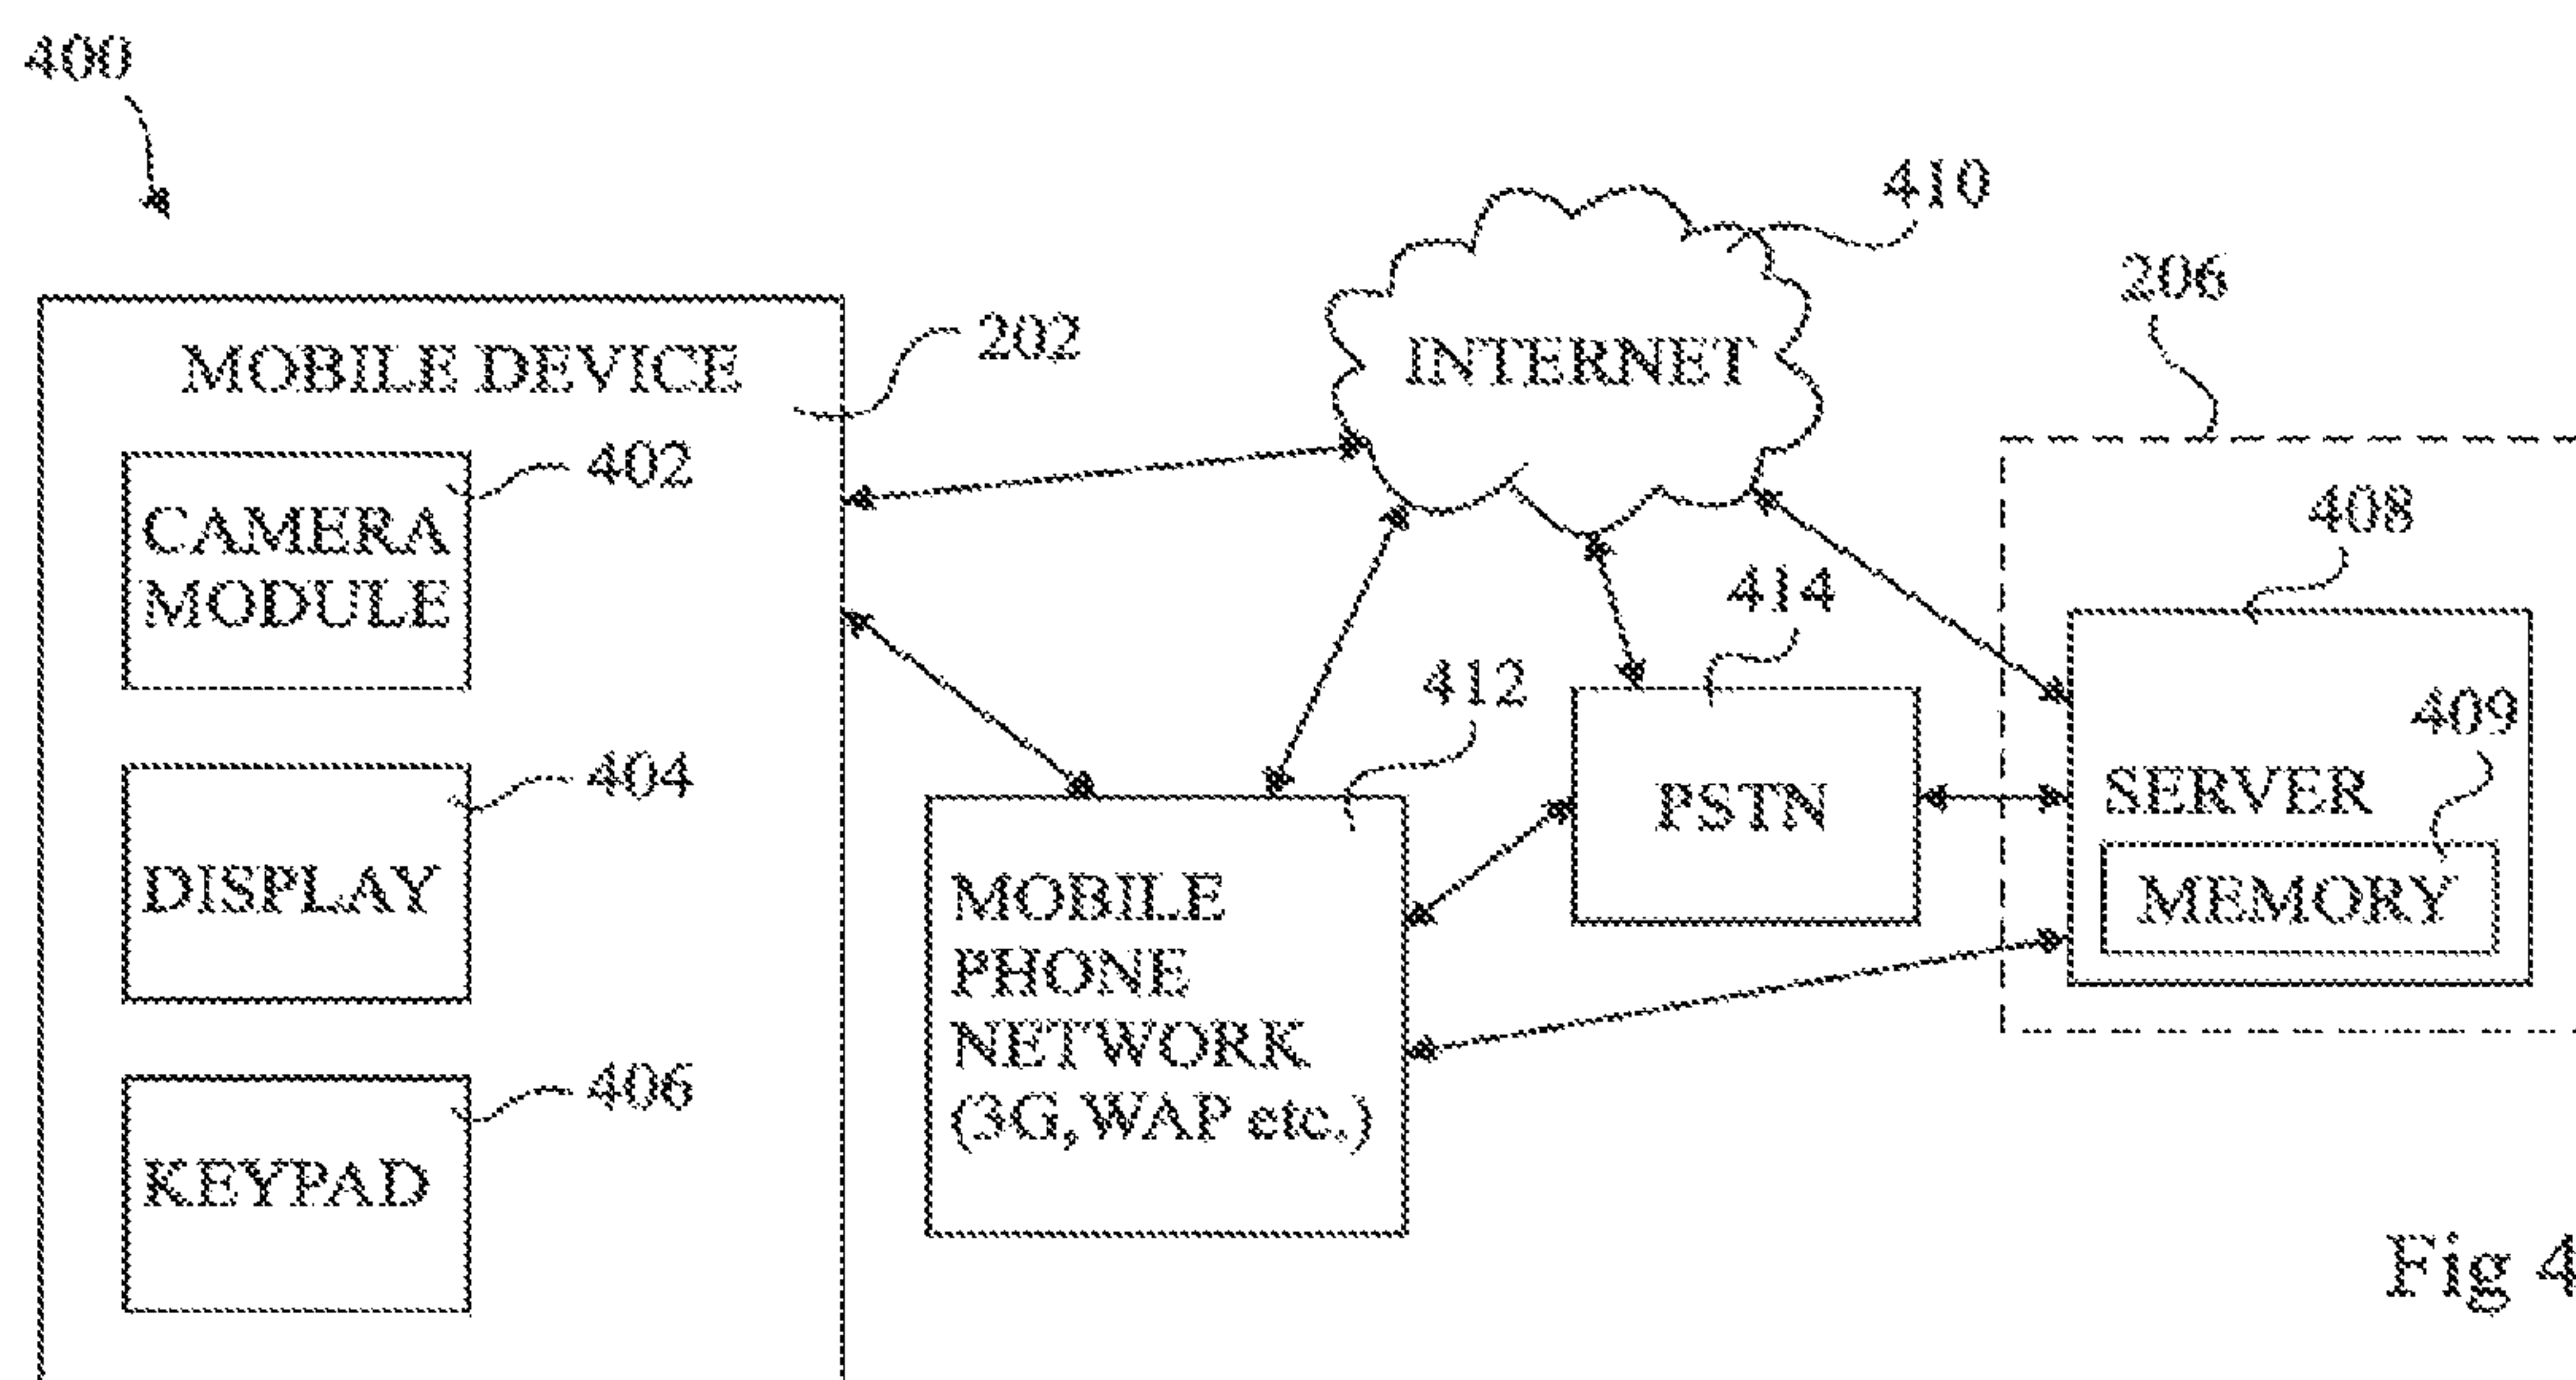 400
410
206
MOBILE DEVICE
202
INTERNET
402
CAMERA
MODULE
408
414
412
409
404
DISPLAY
PSTN
SERVER
MEMORY
MOBILE
PHONE
NETWORK
(3G, WAP etc.)
406
KEYPAD
Fig 4